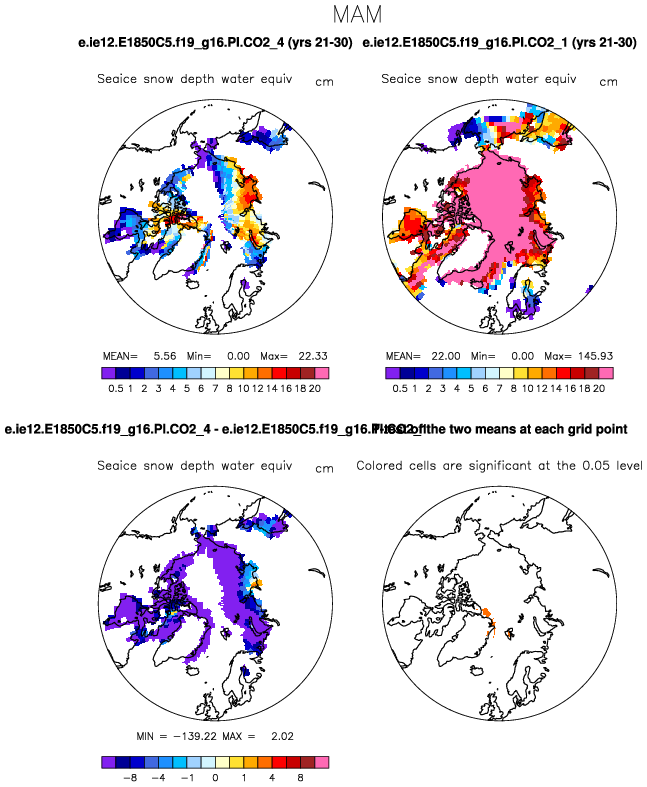 MAM
e.ie12.E1850C5.f19_g16.PI.CO2_4 (yrs 21-30) e.ie12.E1850C5.f19_g16.PI.CO2_1 (yrs 21-30)
Seaice snow depth water equiv cm Seaice snow depth water equiv cm
MEAN= 5.56 Min= 0.00 Max= 22.33 MEAN= 22.00 Min= 0.00 Max= 145.93
0.5 1 2 3 4 5 6 7 8 10 12 14 16 18 20 0.5 1 2 3 4 5 6 7 8 10 12 14 16 18 20
e.ie12.E1850C5.f19_g16.PI.CO2_4 - e.ie12.E1850C5.f19_g16.PI.CO2_1 the two means at each grid point
Seaice snow depth water equiv cm Colored cells are significant at the 0.05 level
MIN = -139.22 MAX = 2.02
-8 -4 -1 0 1 4 8